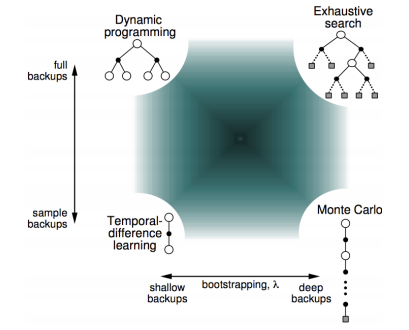 Dynamic
programming
Exhaustive
search
full
backups
sample
backups
Temporal-
difference
learning
Monte Carlo
shallow
backups
bootstrapping, λ
deep
backups